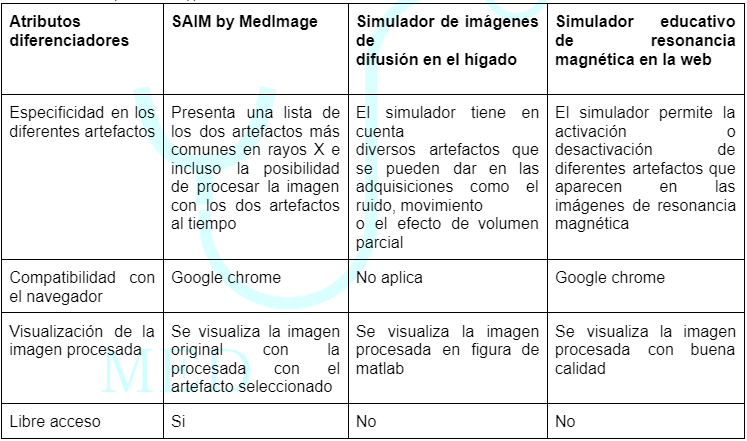 Atributos diferenciadores
SAIM by MedImage
Simulador de imágenes
de
difusión en el hígado
Simulador educativo
de resonancia
magnética en la web
Especificidad en los
diferentes artefactos
Presenta una lista de
los dos artefactos más
comunes en rayos X e
incluso la posibilidad
de procesar la imagen
con los dos artefactos
al tiempo
El simulador tiene en
cuenta
diversos artefactos que
se pueden dar en las
adquisiciones como el
ruido, movimiento
o el efecto de volumen
parcial
El simulador permite la
activación o
desactivación de
diferentes artefactos que
aparecen en las
imágenes de resonancia
magnética
Compatibilidad con
el navegador
Google chrome
No aplica
Google chrome
Visualización de la
imagen procesada
Se visualiza la imagen
original con la
procesada con el
artefacto seleccionado
Se visualiza la imagen
procesada en figura de
matlab
Se visualiza la imagen
procesada con buena
calidad
Libre acceso
Si
No
No
MED